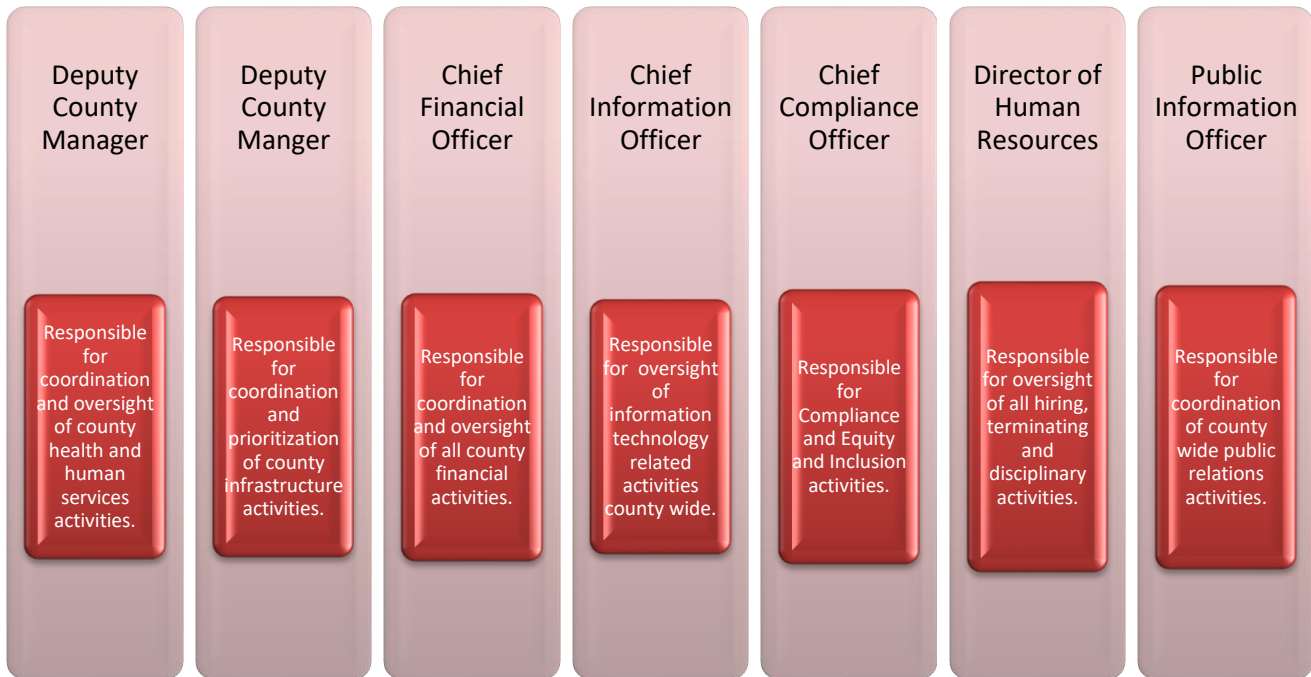 Deputy
County
Manager
Responsible
for
coordination
and oversight
of county
health and
human
services
activities.
Deputy
County
Manger
Responsible
for
coordination
and
prioritization
of county
infrastructure
activities.
Chief
Financial
Officer
Responsible
for
coordination
and oversight
of all county
financial
activities.
Chief
Information
Officer
Responsible
for oversight
of
information
technology
related
activities
county wide.
Chief
Compliance
Officer
Responsible
for
Compliance
and Equity
and Inclusion
activities.
Director of
Human
Resources
Responsible
for oversight
of all hiring,
terminating
and
disciplinary
activities.
Public
Information
Officer
Responsible
for
coordination
of county
wide public
relations
activities.